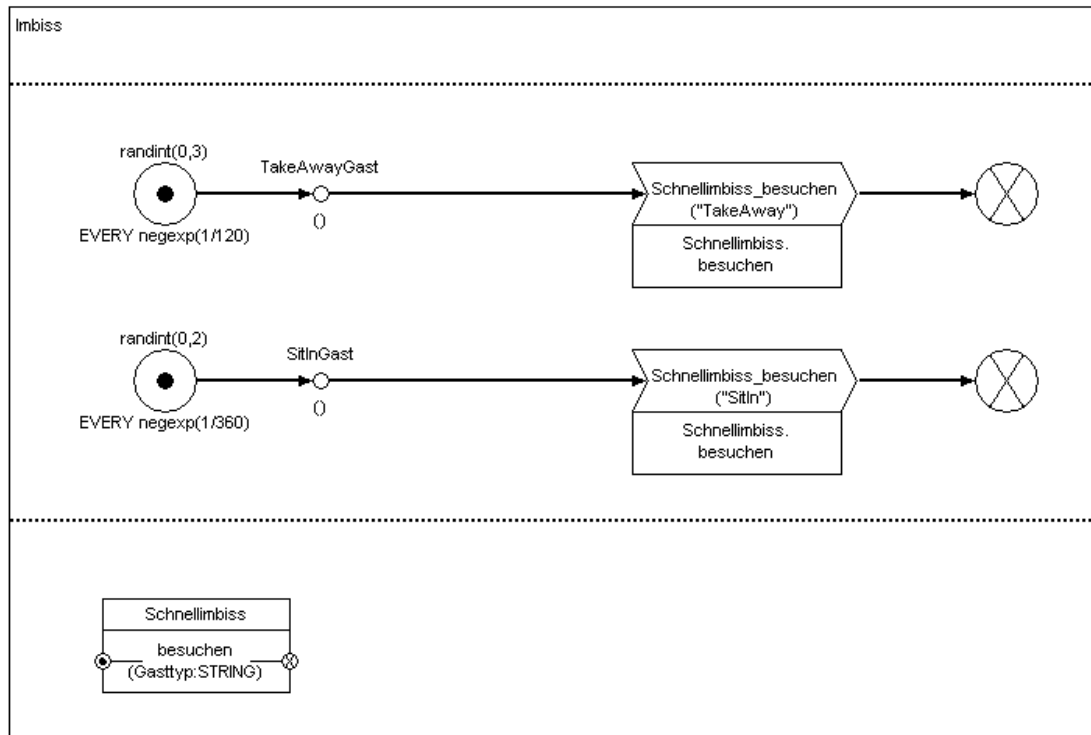 Imbiss
randint(0,3)
TakeAwayGast
()
EVERY negexp(1/120)
Schnellimbiss_besuchen
("TakeAway")
Schnellimbiss.
besuchen
randint(0,2)
SitInGast
()
EVERY negexp(1/360)
Schnellimbiss_besuchen
("SitIn")
Schnellimbiss.
besuchen
Schnellimbiss
besuchen
(Gasttyp:STRING)